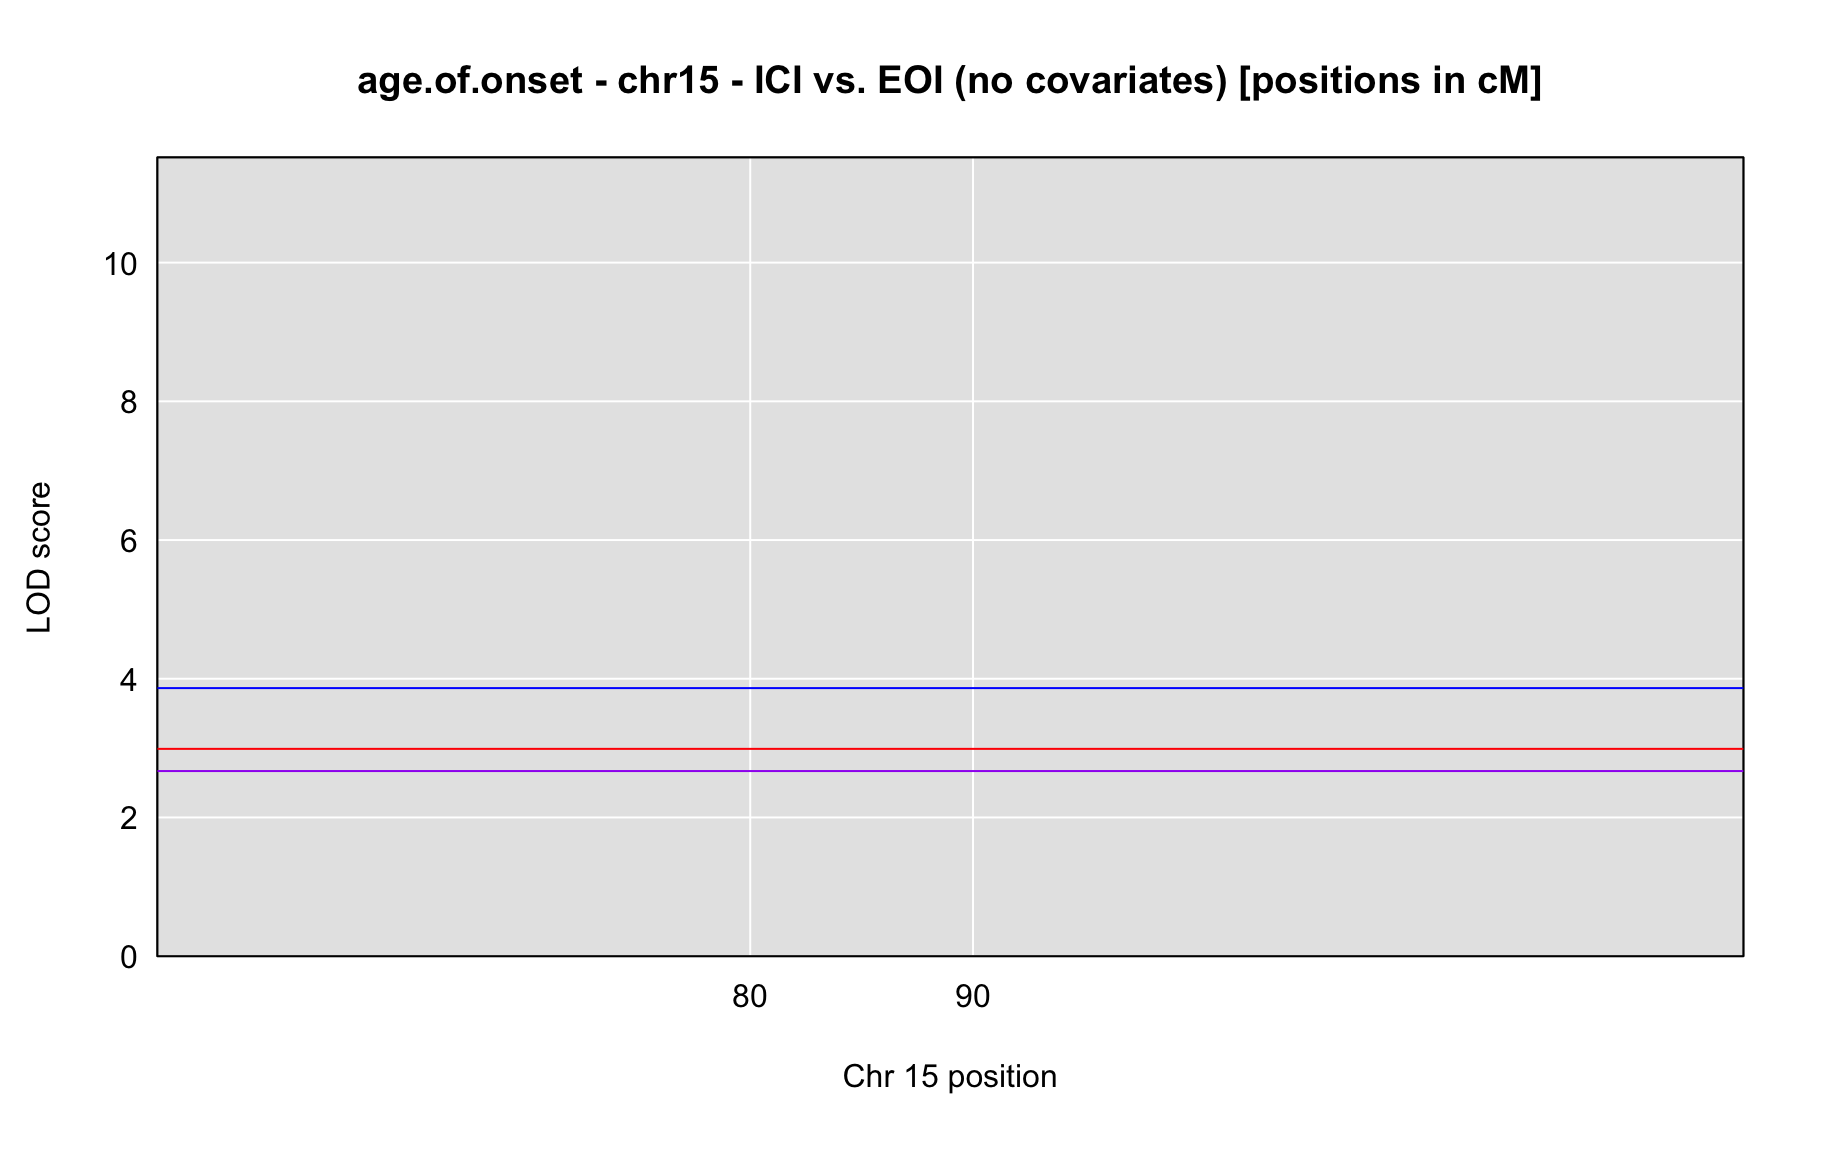 age.of.onset - chr15 - ICI vs. EOI (no covariates) [positions in cM]
10
8
6
4
2
0
LOD score
80 90
Chr 15 position